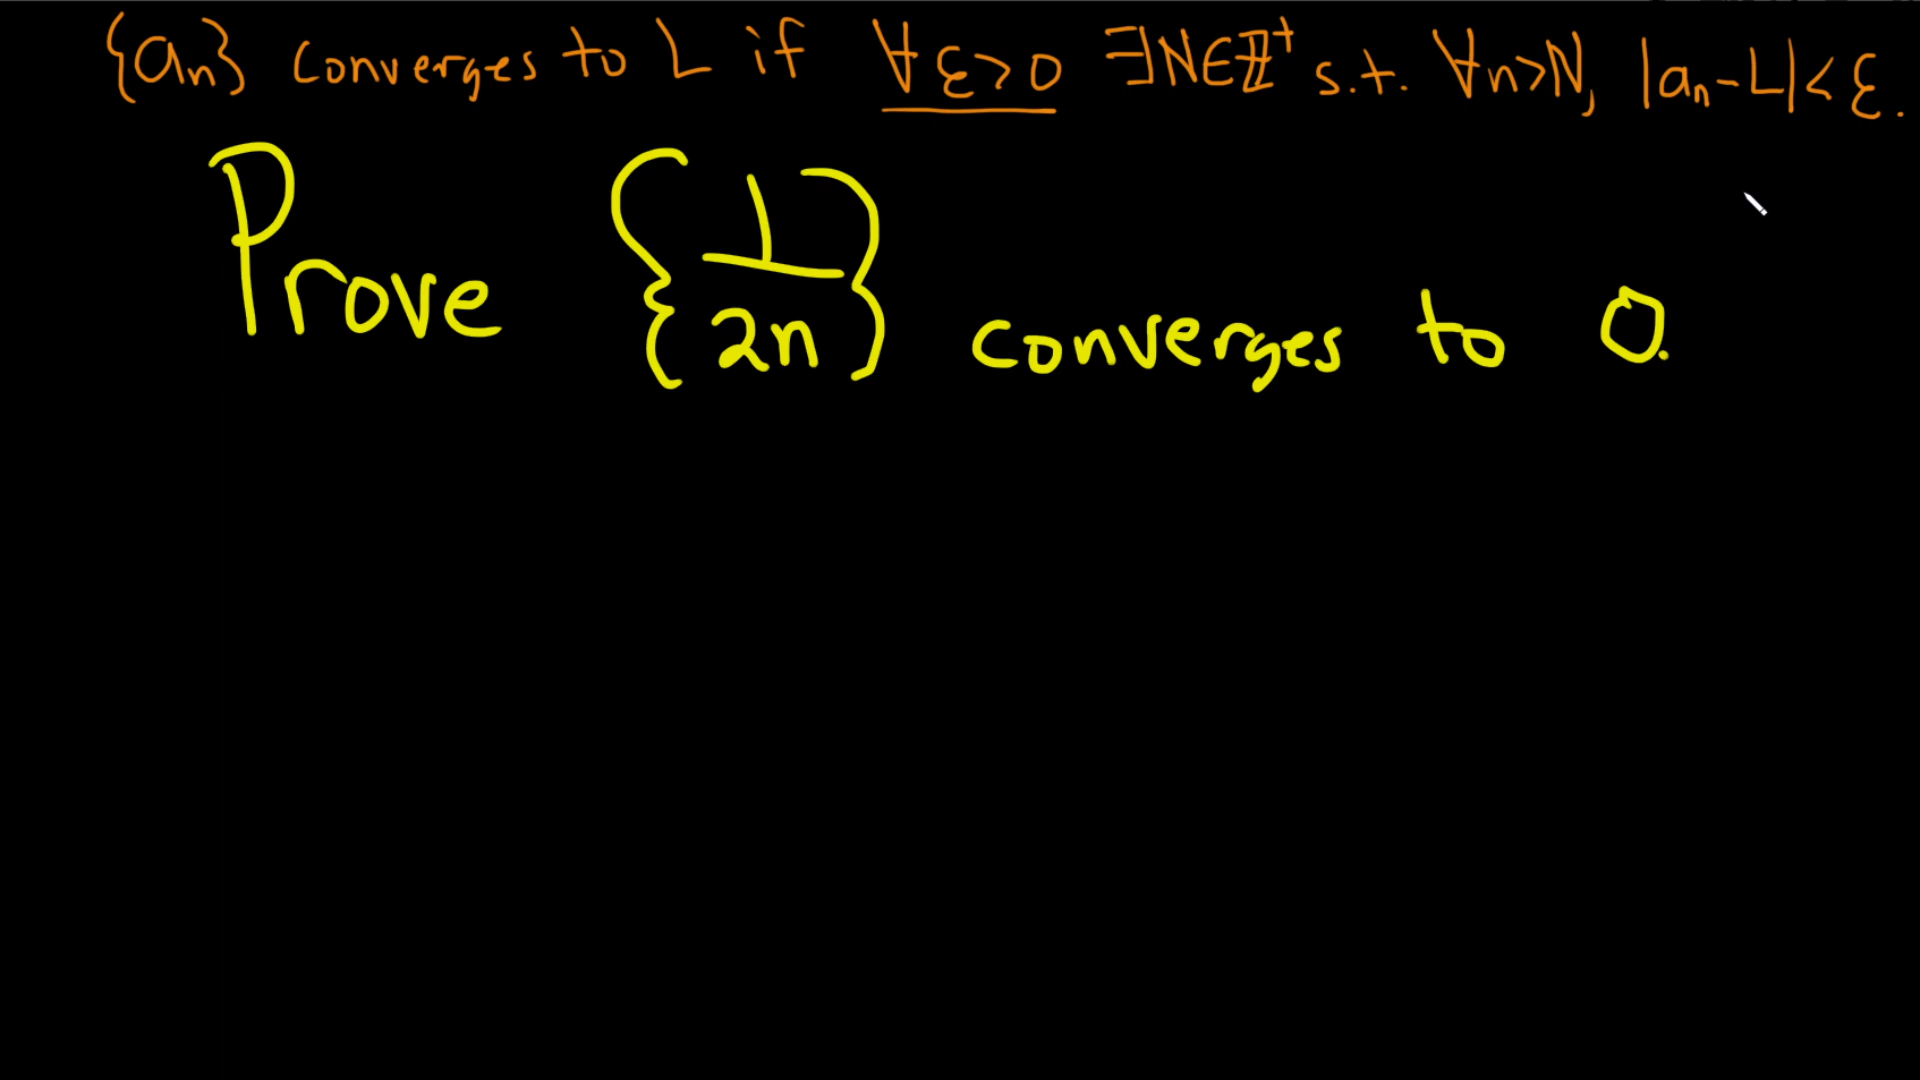 {aₙ} converges to L if ∀ε>0 ∃N∈ℤ⁺ s.t. ∀n>N, |aₙ-L|<ε.
Prove {1/2n} converges to 0.